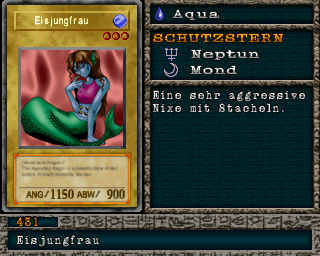 Eisjungfrau
Aqua
SCHUTZSTERN
Neptun
Mond
Eine sehr aggressive
Nixe mit Stacheln.
ANG/ 1150 ABW/ 900
431
Eisjungfrau